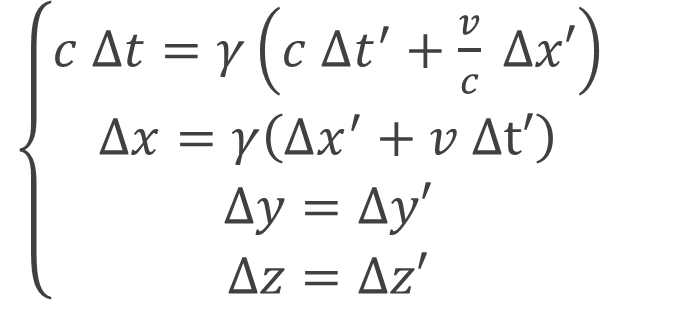 c Δt = γ (c Δt′ + v/c Δx′)
Δx = γ(Δx′ + v Δt′)
Δy = Δy′
Δz = Δz′